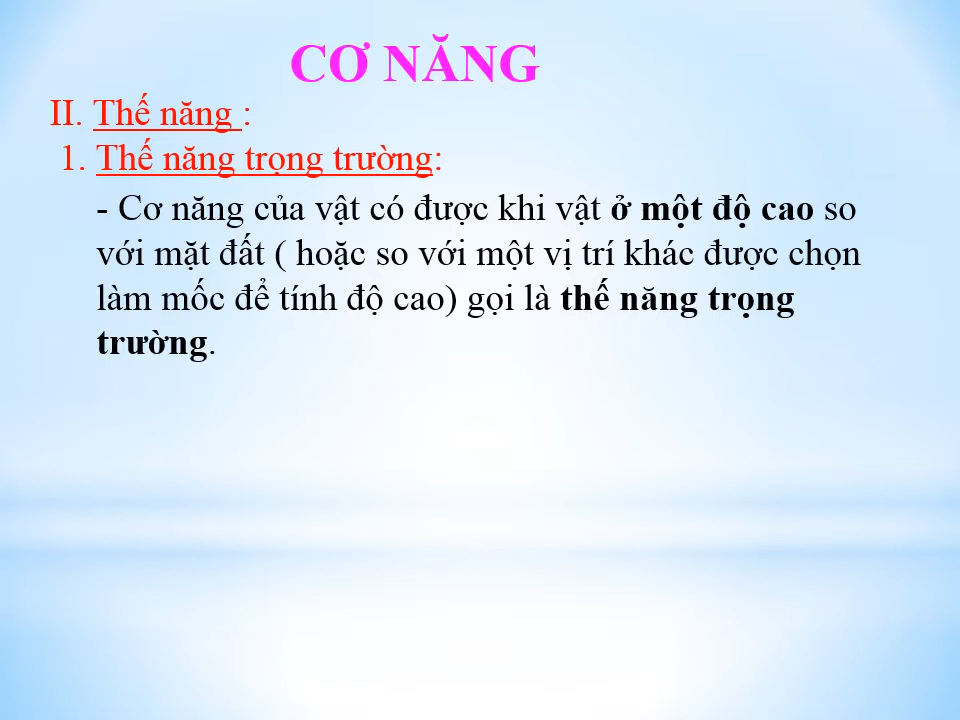 CƠ NĂNG
II. Thế năng :
1. Thế năng trọng trường:
- Cơ năng của vật có được khi vật ở một độ cao so
với mặt đất ( hoặc so với một vị trí khác được chọn
làm mốc để tính độ cao) gọi là thế năng trọng
trường.